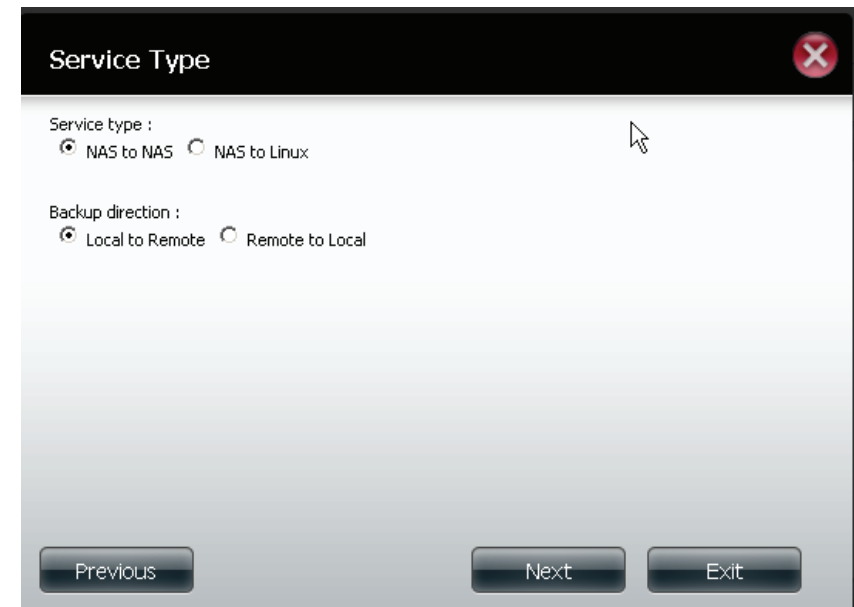 Service Type
Service type :
NAS to NAS NAS to Linux
Backup direction :
Local to Remote Remote to Local
Previous Next Exit